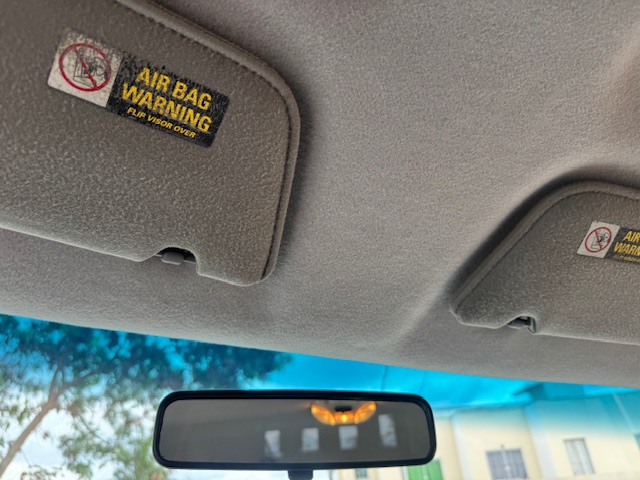 AIR BAG
WARNING
FLIP VISOR OVER
AIR
WARN